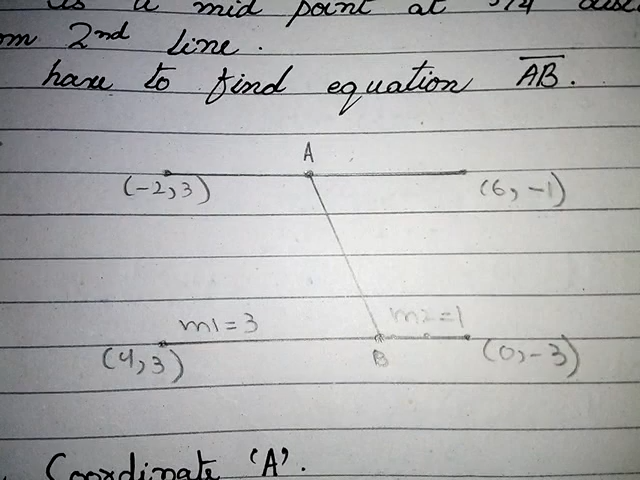 a mid point at 3/4
2nd line.
have to find equation AB.
A
(-2,3) (6,-1)
m1=3 m2=1
(4,3) B (0,-3)
Coordinate 'A'.